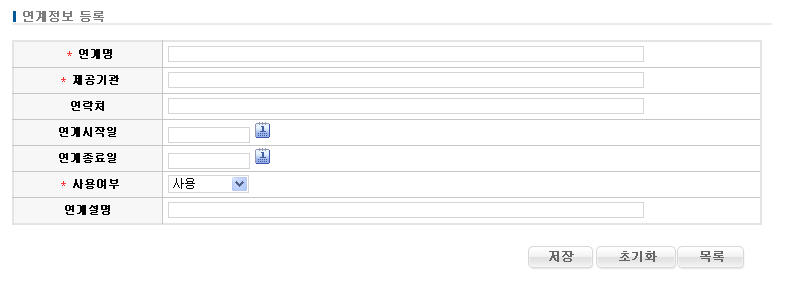 연계정보 등록
* 연계명
* 제공기관
연락처
연계시작일
연계종료일
* 사용여부 사용
연계설명
저장 초기화 목록